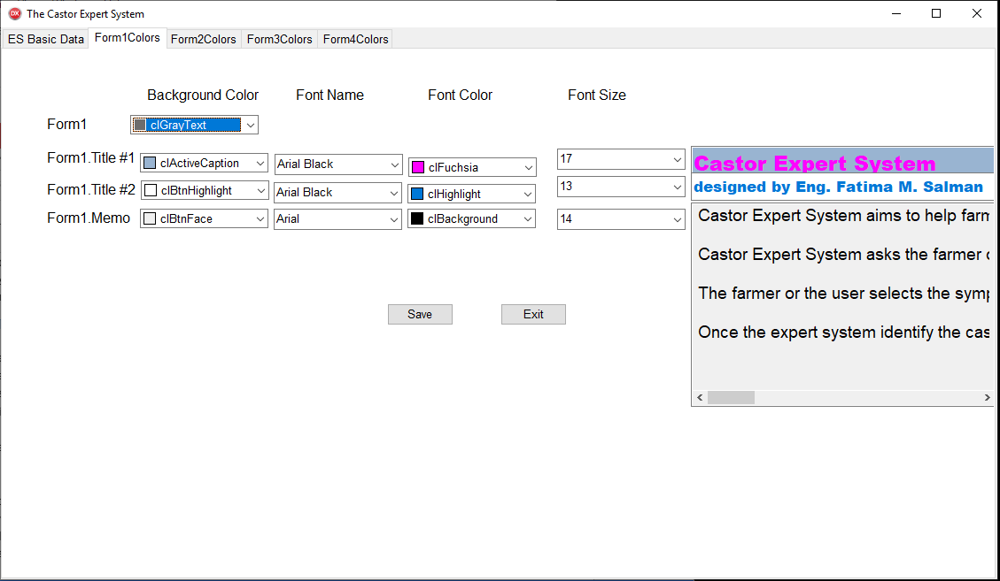 The Castor Expert System
ES Basic Data Form1Colors Form2Colors Form3Colors Form4Colors
Background Color Font Name Font Color Font Size
Form1 clGrayText
Form1.Title #1 clActiveCaption Arial Black clFuchsia 17
Form1.Title #2 clBtnHighlight Arial Black clHighlight 13
Form1.Memo clBtnFace Arial clBackground 14
Castor Expert System
designed by Eng. Fatima M. Salman
Castor Expert System aims to help farm
Castor Expert System asks the farmer
The farmer or the user selects the symp
Once the expert system identify the cas
Save Exit